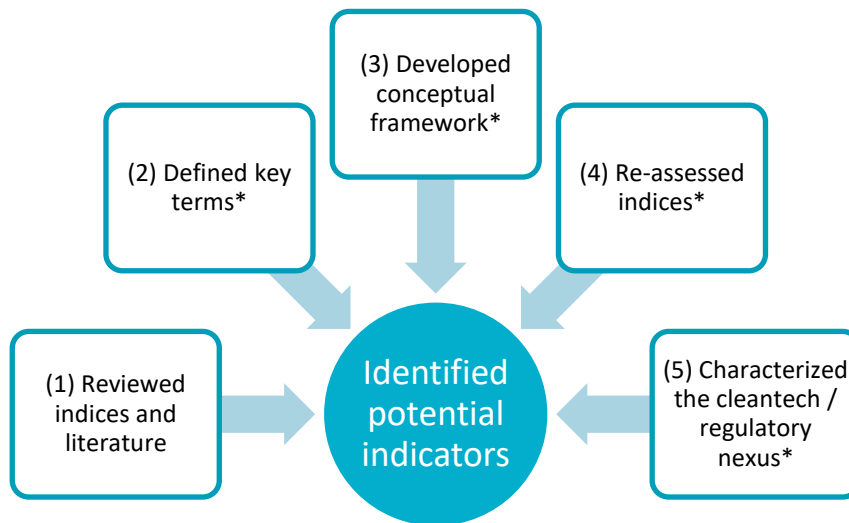 (1) Reviewed
indices and
literature
(2) Defined key
terms*
(3) Developed
conceptual
framework*
(4) Re-assessed
indices*
(5) Characterized
the cleantech /
regulatory
nexus*
Identified
potential
indicators